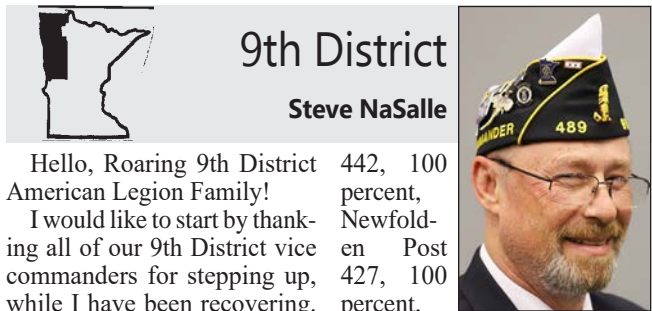 9th District
Steve NaSalle
Hello, Roaring 9th District
American Legion Family!
I would like to start by thank-
ing all of our 9th District vice
commanders for stepping up,
while I have been recovering.
442, 100
percent,
Newfold-
en Post
427, 100
percent,
489